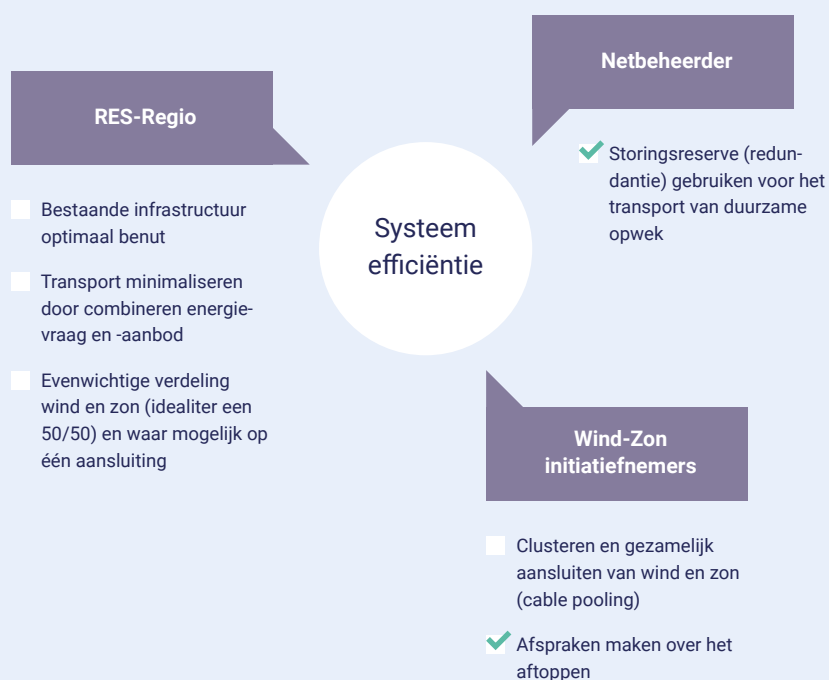 RES-Regio
Bestaande infrastructuur
optimaal benut
Transport minimaliseren
door combineren energie-
vraag en -aanbod
Evenwichtige verdeling
wind en zon (idealiter een
50/50) en waar mogelijk op
één aansluiting
Systeem
efficiëntie
Netbeheerder
Storingsreserve (redun-
dantie) gebruiken voor het
transport van duurzame
opwek
Wind-Zon
initiatiefnemers
Clusteren en gezamelijk
aansluiten van wind en zon
(cable pooling)
Afspraken maken over het
aftoppen